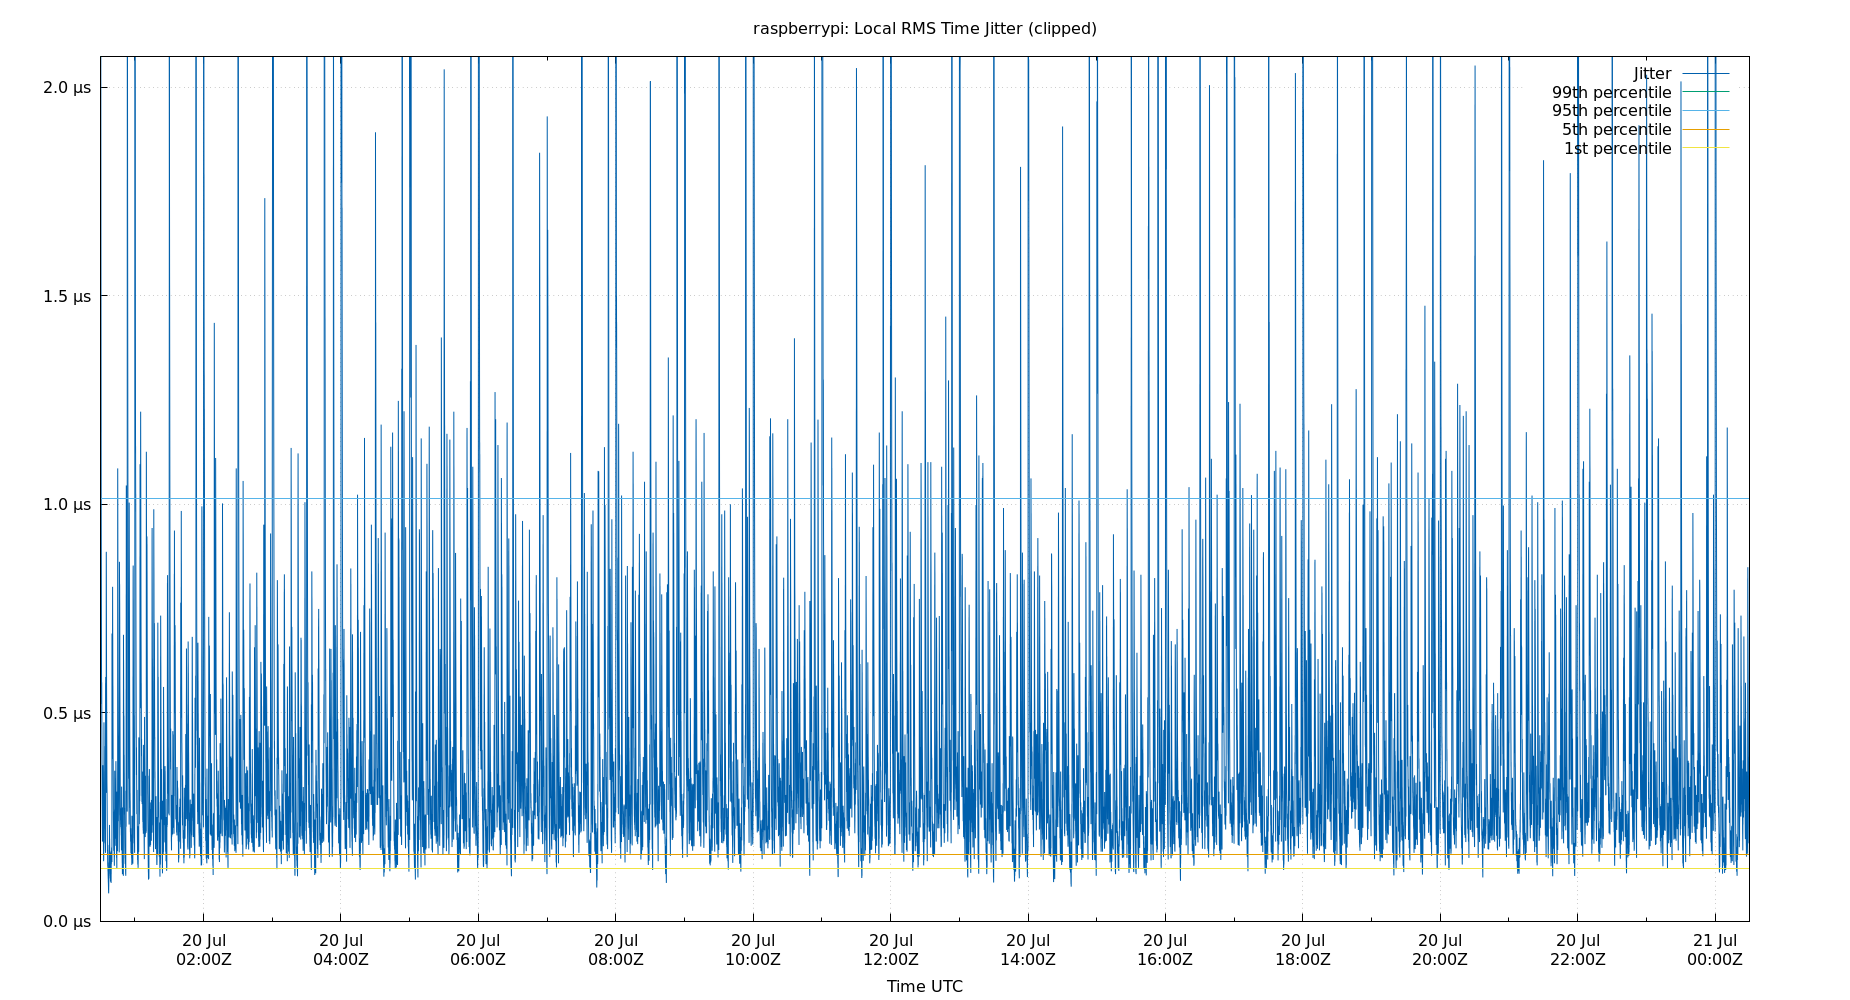 raspberrypi: Local RMS Time Jitter (clipped)
2.0 µs
1.5 µs
1.0 µs
0.5 µs
0.0 µs
Jitter
99th percentile
95th percentile
5th percentile
1st percentile
20 Jul 20 Jul 20 Jul 20 Jul 20 Jul 20 Jul 20 Jul 20 Jul 20 Jul 20 Jul 20 Jul 21 Jul
02:00Z 04:00Z 06:00Z 08:00Z 10:00Z 12:00Z 14:00Z 16:00Z 18:00Z 20:00Z 22:00Z 00:00Z
Time UTC